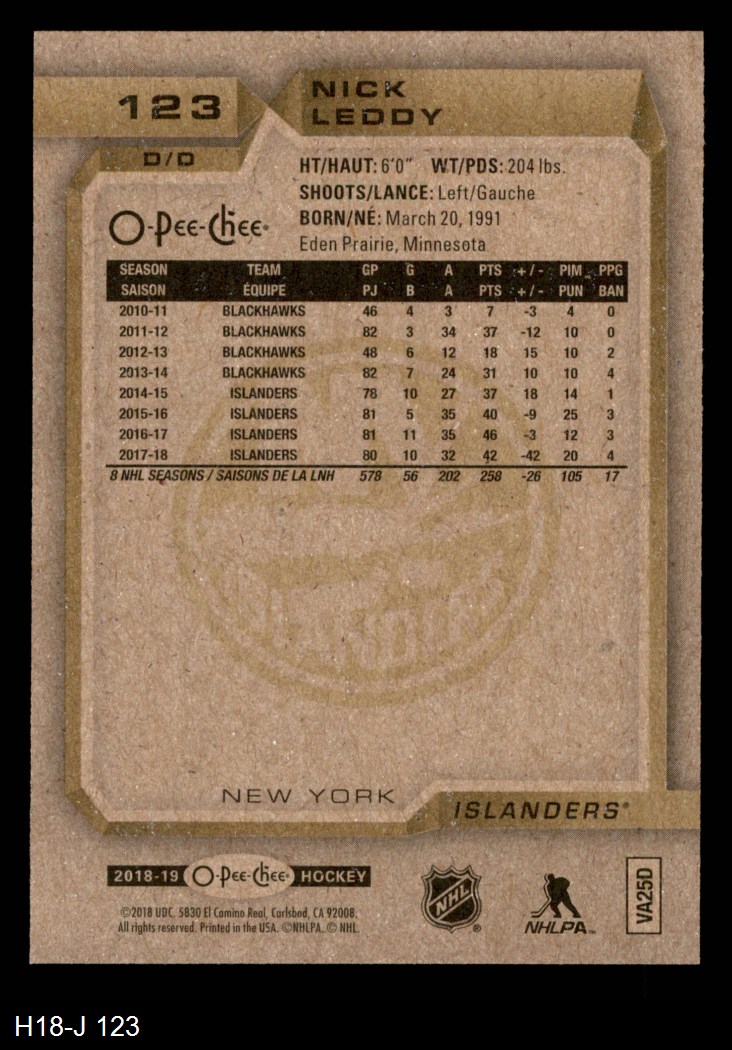 123
NICK
LEDDY
D/D
HT/HAUT: 6'0" WT/PDS: 204 lbs.
SHOOTS/LANCE: Left/Gauche
BORN/NÉ: March 20, 1991
Eden Prairie, Minnesota
O-Pee-Chee®
SEASON TEAM GP G A PTS +/- PIM PPG
SAISON ÉQUIPE PJ B A PTS +/- PUN BAN
2010-11 BLACKHAWKS 46 4 3 7 -3 4 0
2011-12 BLACKHAWKS 82 3 34 37 -12 10 0
2012-13 BLACKHAWKS 48 6 12 18 15 10 2
2013-14 BLACKHAWKS 82 7 24 31 10 10 4
2014-15 ISLANDERS 78 10 27 37 18 14 1
2015-16 ISLANDERS 81 5 35 40 -9 25 3
2016-17 ISLANDERS 81 11 35 46 -3 12 3
2017-18 ISLANDERS 80 10 32 42 -42 20 4
8 NHL SEASONS / SAISONS DE LA LNH 578 56 202 258 -26 105 17
ISLANDERS
NEW YORK
ISLANDERS®
2018-19 O-Pee-Chee HOCKEY
©2018 UDC. 5830 El Camino Real, Carlsbad, CA 92008.
All rights reserved. Printed in the USA. ©NHLPA. © NHL.
NHL®
NHLPA™
VA25D
H18-J 123